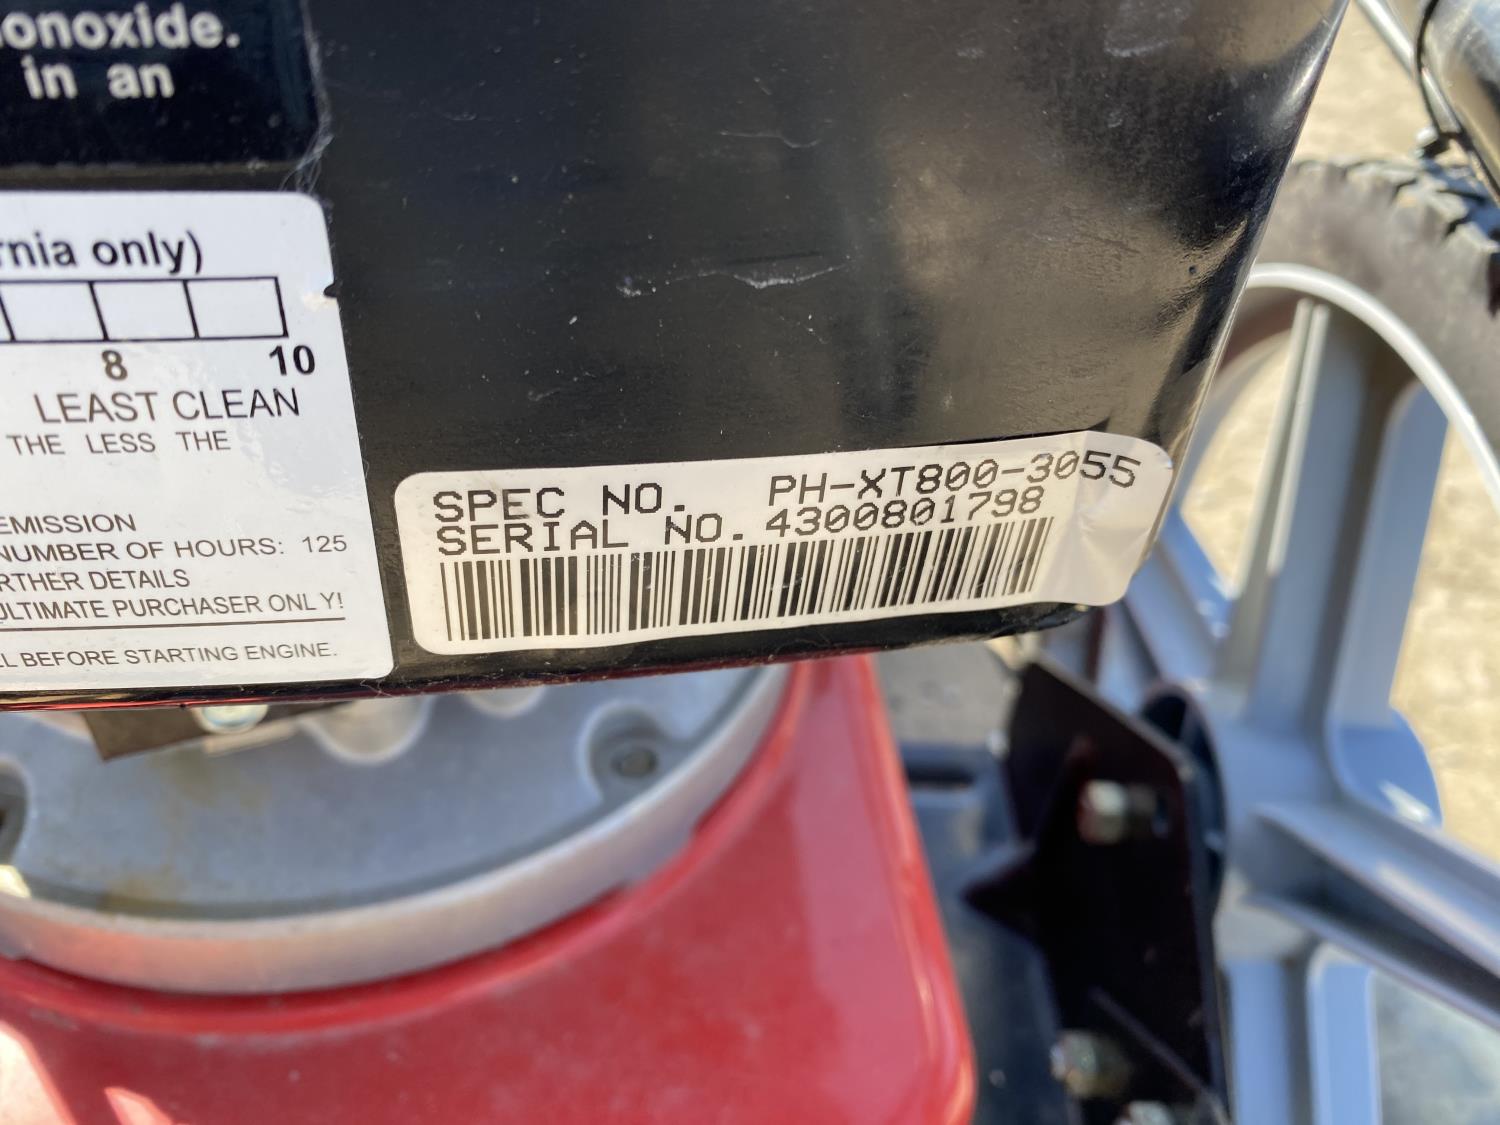 onoxide.
in an
rnia only)
8 10
LEAST CLEAN
THE LESS THE
EMISSION
NUMBER OF HOURS: 125
RTHER DETAILS
ULTIMATE PURCHASER ONLY!
LL BEFORE STARTING ENGINE.
SPEC NO. PH-XT800-3055
SERIAL NO. 4300801798